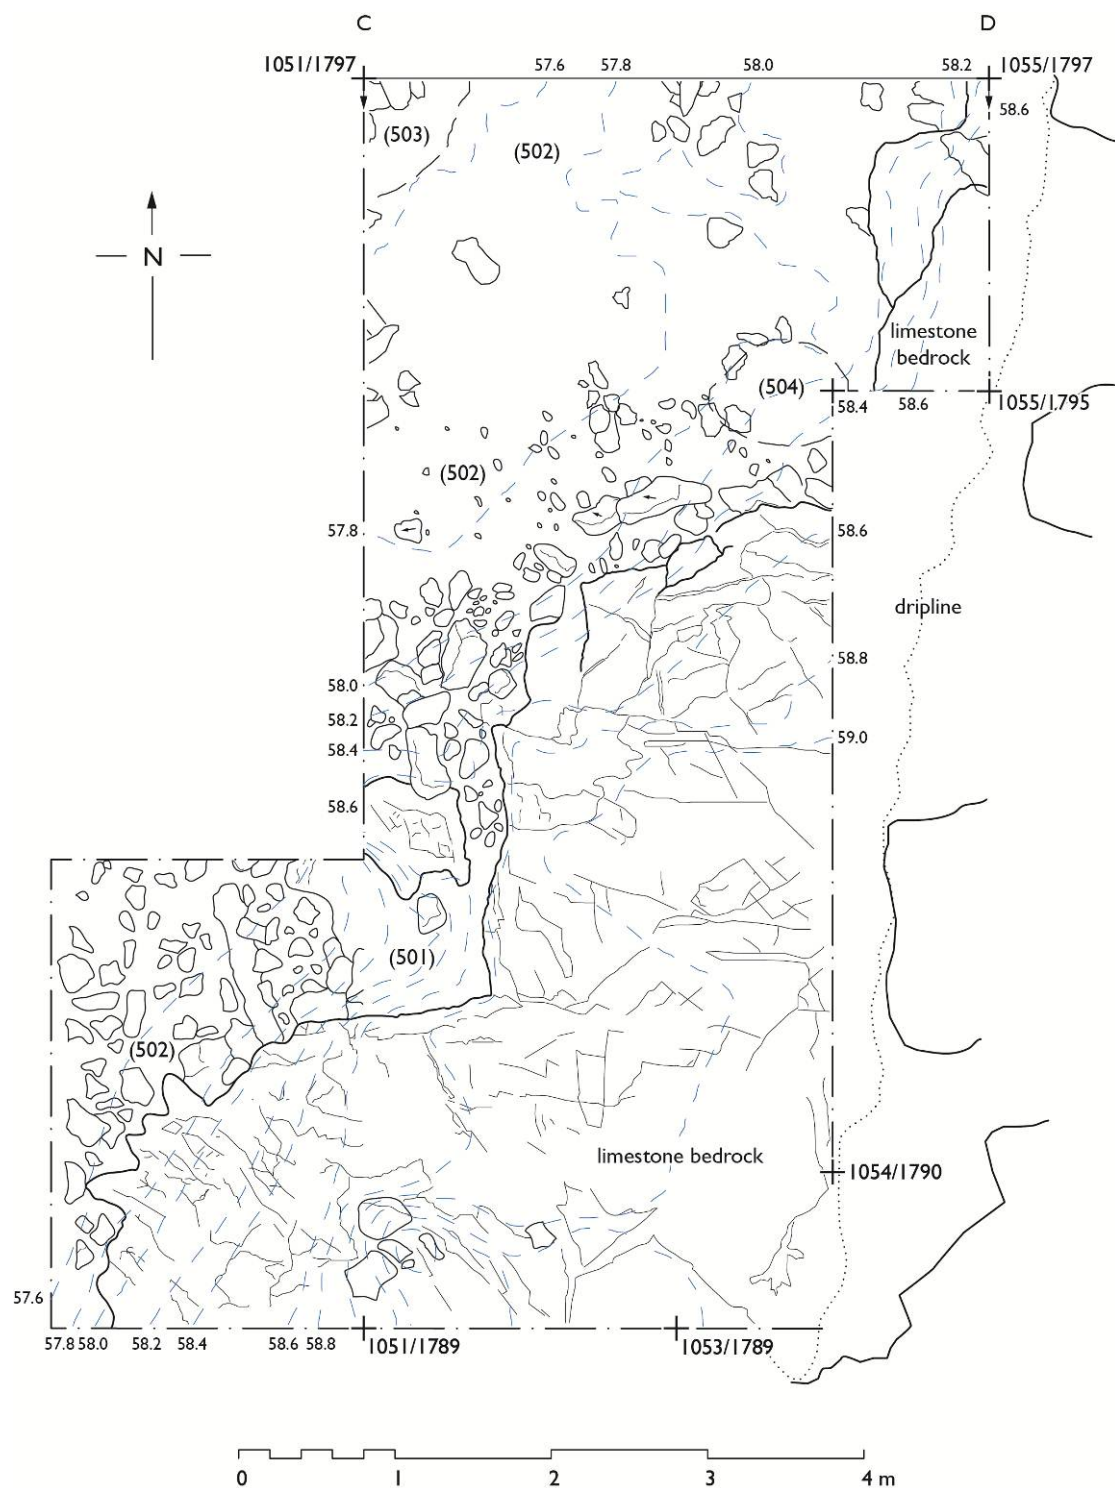 C D
1051/1797 57.6 57.8 58.0 58.2 1055/1797
58.6
(503)
(502)
N
limestone
bedrock
(504)
58.4 58.6 1055/1795
(502)
57.8
58.6
dripline
58.8
58.0
58.2
59.0
58.4
58.6
(501)
(502)
limestone bedrock
1054/1790
57.6
57.8 58.0 58.2 58.4 58.6 58.8 1051/1789 1053/1789
0 1 2 3 4 m